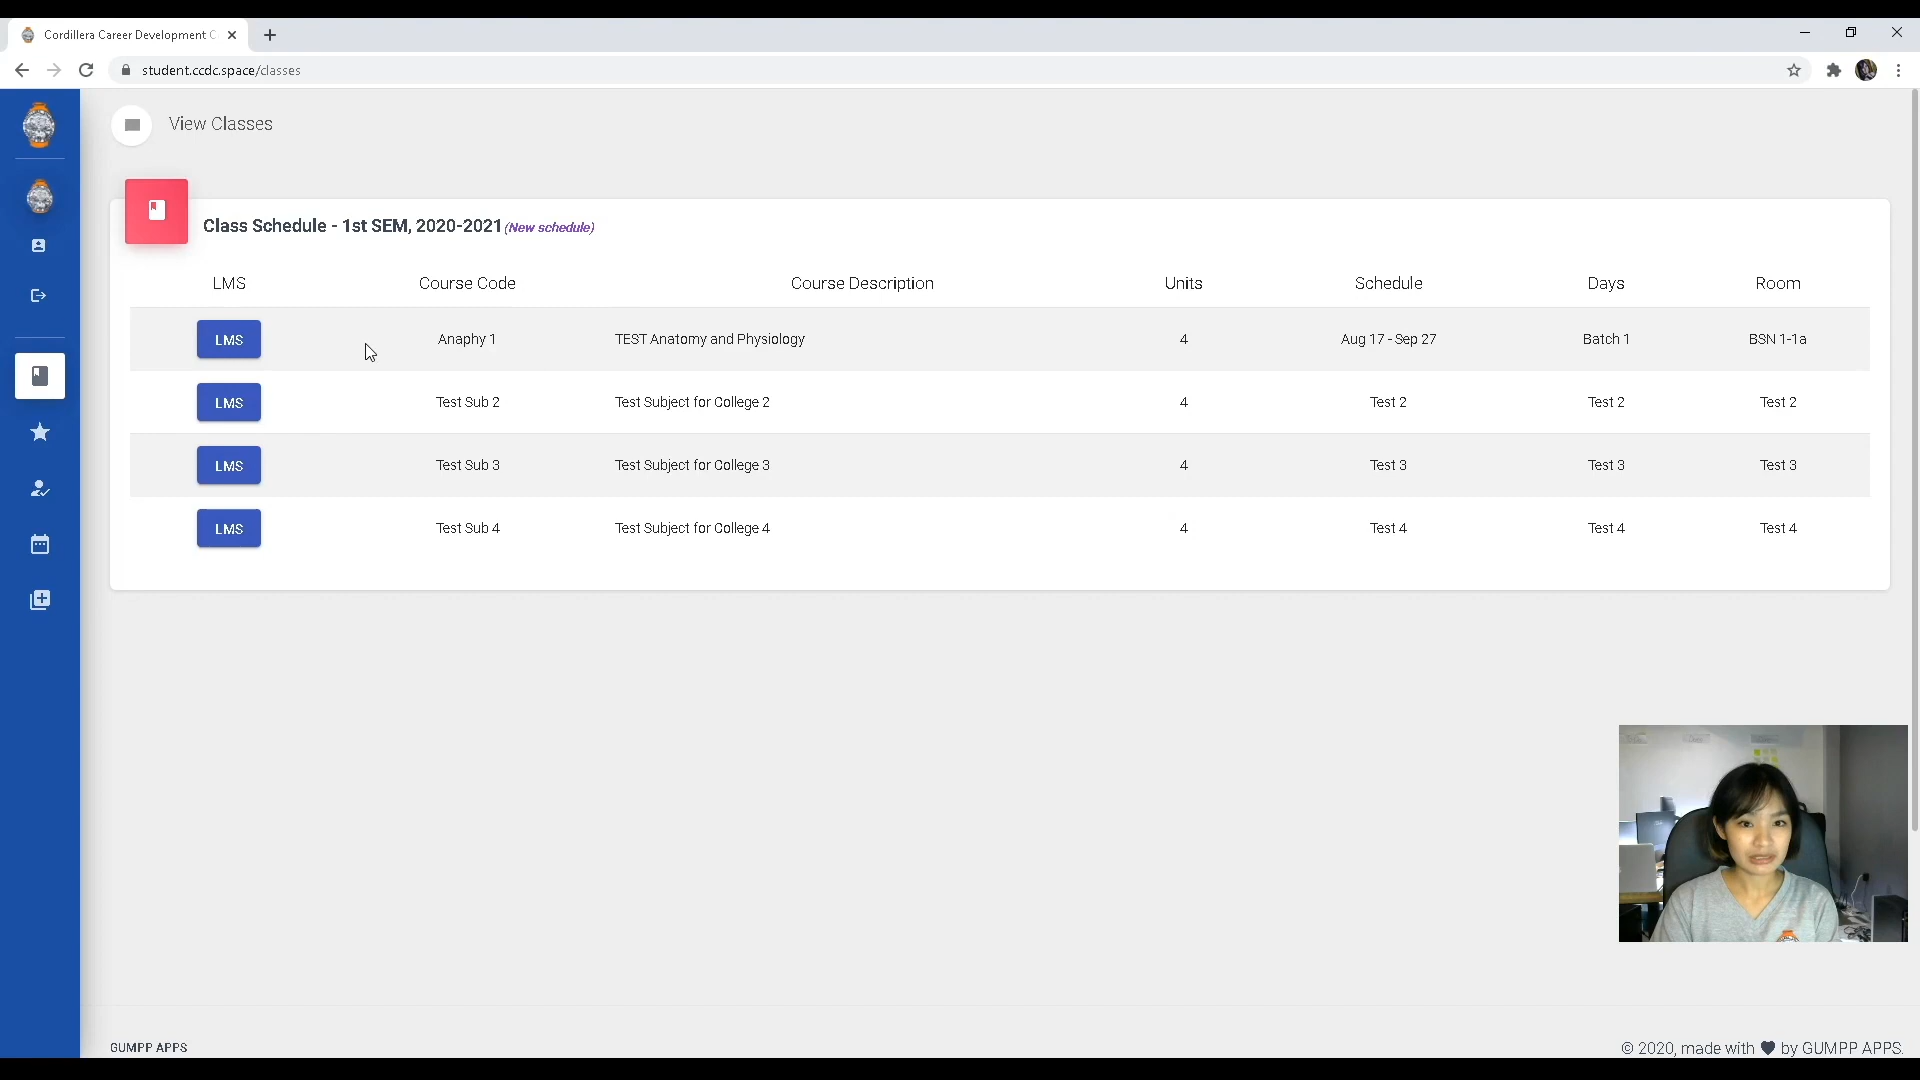 Cordillera Career Development C
student.ccdc.space/classes
View Classes
Class Schedule - 1st SEM, 2020-2021 (New schedule)
LMS Course Code Course Description Units Schedule Days Room
LMS Anaphy 1 TEST Anatomy and Physiology 4 Aug 17 - Sep 27 Batch 1 BSN 1-1a
LMS Test Sub 2 Test Subject for College 2 4 Test 2 Test 2 Test 2
LMS Test Sub 3 Test Subject for College 3 4 Test 3 Test 3 Test 3
LMS Test Sub 4 Test Subject for College 4 4 Test 4 Test 4 Test 4
GUMPP APPS
© 2020, made with by GUMPP APPS.